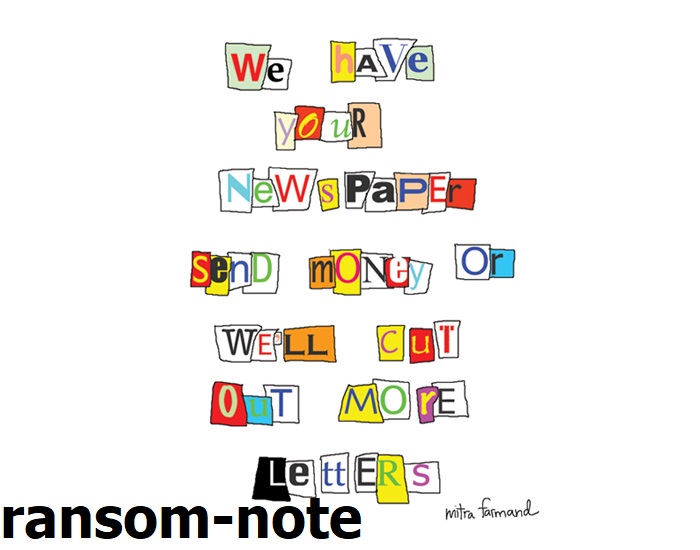 We hAVe
youR
NeWsPaPEr
senD mONey Or
WE'LL cuT
OuT MOrE
LettERs
mitra farmand
ransom-note